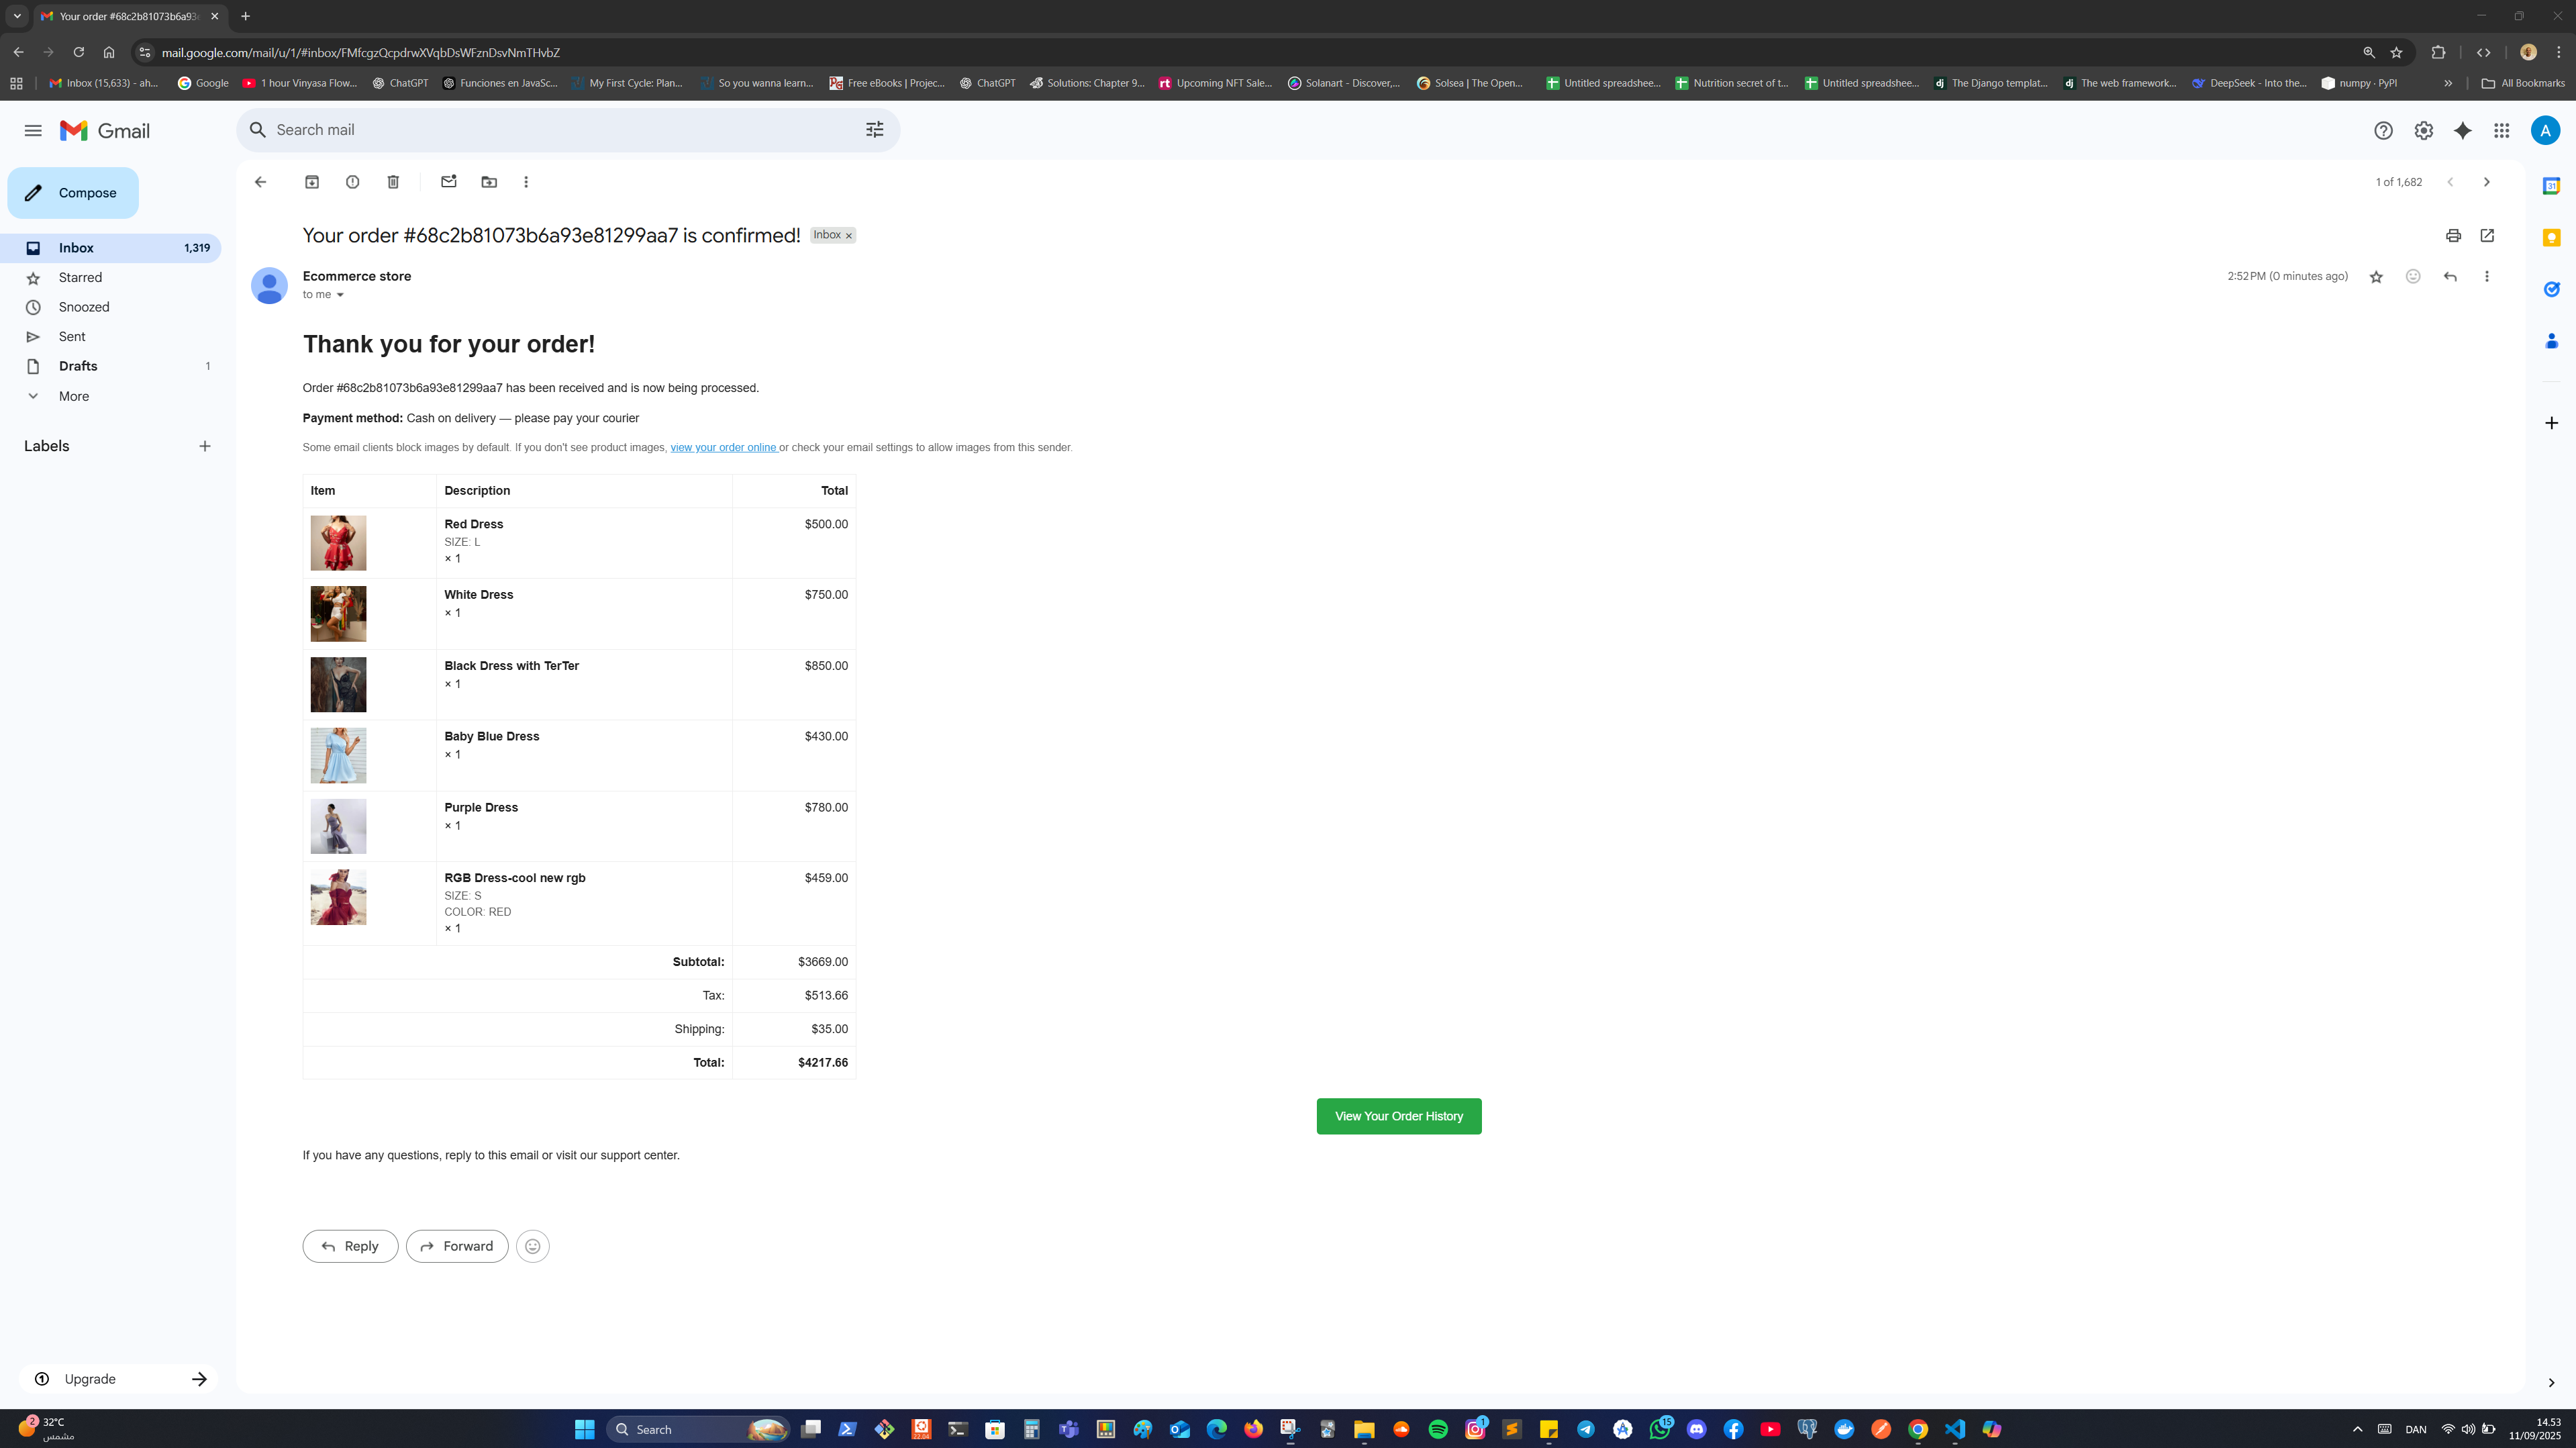 Your order #68c2b81073b6a93e
mail.google.com/mail/u/1/#inbox/FMfcgzQcpdrwXVqbDsWFznDsvNmTHvbZ
Inbox (15,633) - ah...
Google
1 hour Vinyasa Flow...
ChatGPT
Funciones en JavaSc...
My First Cycle: Plan...
So you wanna learn...
Free eBooks | Projec...
ChatGPT
Solutions: Chapter 9...
Upcoming NFT Sale...
Solanart - Discover,...
Solsea | The Open...
Untitled spreadshee...
Nutrition secret of t...
Untitled spreadshee...
The Django templat...
The web framework...
DeepSeek - Into the...
numpy · PyPI
All Bookmarks
Gmail
Search mail
A
Compose
1 of 1,682
Inbox 1,319
Starred
Snoozed
Sent
Drafts 1
More
Labels
Your order #68c2b81073b6a93e81299aa7 is confirmed! Inbox ×
Ecommerce store
2:52 PM (0 minutes ago)
to me
Thank you for your order!
Order #68c2b81073b6a93e81299aa7 has been received and is now being processed.
Payment method: Cash on delivery — please pay your courier
Some email clients block images by default. If you don't see product images, view your order online or check your email settings to allow images from this sender.
Item Description Total
Red Dress $500.00
SIZE: L
× 1
White Dress $750.00
× 1
Black Dress with TerTer $850.00
× 1
Baby Blue Dress $430.00
× 1
Purple Dress $780.00
× 1
RGB Dress-cool new rgb $459.00
SIZE: S
COLOR: RED
× 1
Subtotal: $3669.00
Tax: $513.66
Shipping: $35.00
Total: $4217.66
View Your Order History
If you have any questions, reply to this email or visit our support center.
Reply
Forward
Upgrade
2
32°C
مشمس
Search
22.04
1
15
DAN
14.53
11/09/2025